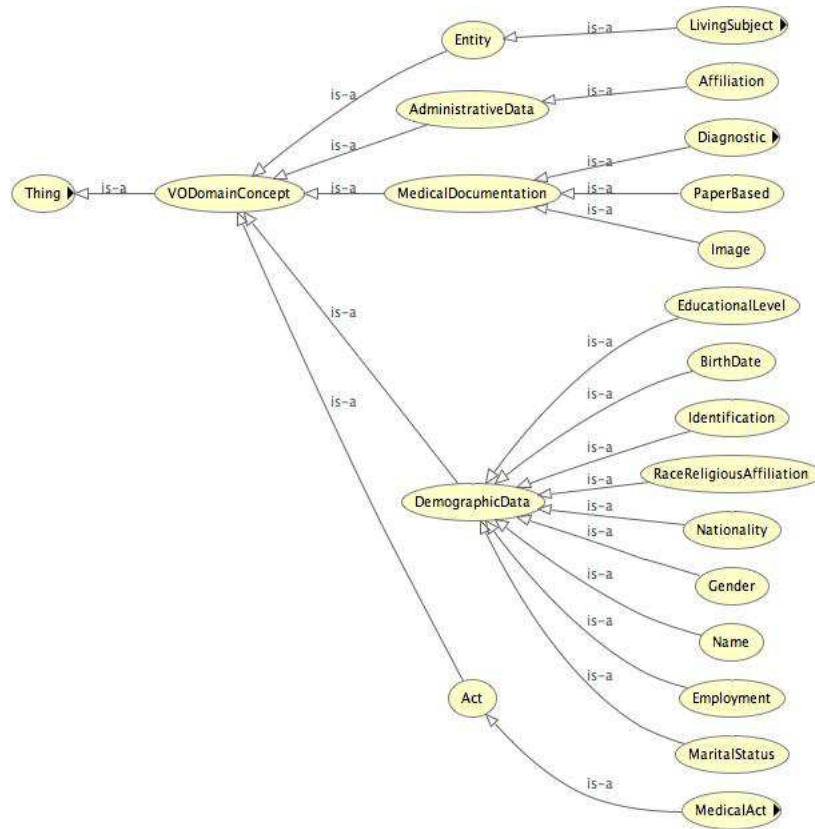 LivingSubject
is-a
Entity
is-a
Affiliation
is-a
AdministrativeData
is-a
Diagnostic
is-a
Thing
is-a
VODomainConcept
is-a
MedicalDocumentation
is-a
PaperBased
is-a
Image
EducationalLevel
is-a
is-a
BirthDate
is-a
is-a
Identification
is-a
RaceReligiousAffiliation
is-a
DemographicData
is-a
Nationality
is-a
Gender
is-a
Name
is-a
Act
Employment
is-a
MaritalStatus
is-a
MedicalAct